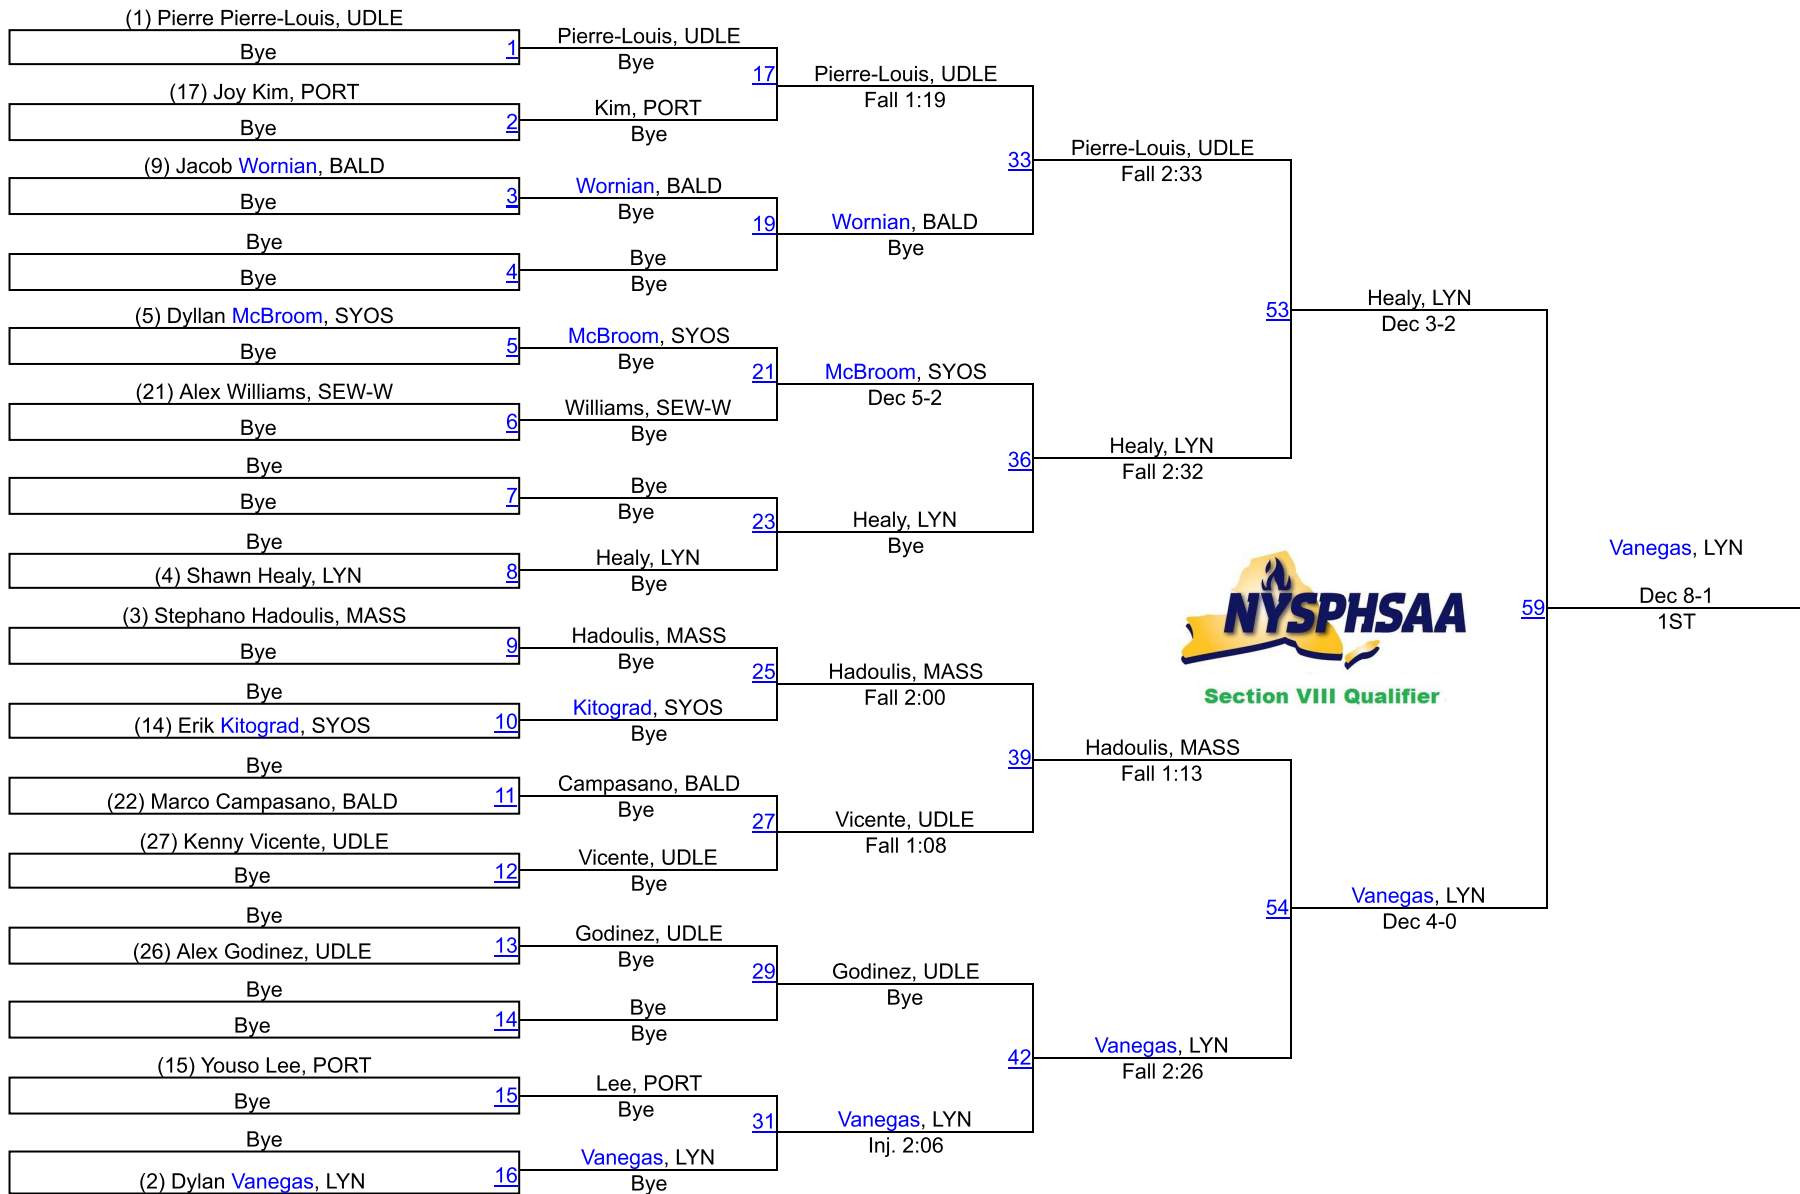 (1) Pierre Pierre-Louis, UDLE
Bye
1
(17) Joy Kim, PORT
Bye
2
(9) Jacob Wornian, BALD
Bye
3
Bye
Bye
4
(5) Dyllan McBroom, SYOS
Bye
5
(21) Alex Williams, SEW-W
Bye
6
Bye
Bye
7
Bye
(4) Shawn Healy, LYN
8
(3) Stephano Hadoulis, MASS
Bye
9
Bye
(14) Erik Kitograd, SYOS
10
Bye
(22) Marco Campasano, BALD
11
(27) Kenny Vicente, UDLE
Bye
12
Bye
(26) Alex Godinez, UDLE
13
Bye
Bye
14
(15) Youso Lee, PORT
Bye
15
Bye
(2) Dylan Vanegas, LYN
16
Pierre-Louis, UDLE
Bye
17
Kim, PORT
Bye
Wornian, BALD
Bye
19
Bye
Bye
McBroom, SYOS
Bye
21
Williams, SEW-W
Bye
Bye
Bye
23
Healy, LYN
Bye
Hadoulis, MASS
Bye
25
Kitograd, SYOS
Bye
Campasano, BALD
Bye
27
Vicente, UDLE
Bye
Godinez, UDLE
Bye
29
Bye
Bye
Lee, PORT
Bye
31
Vanegas, LYN
Bye
Pierre-Louis, UDLE
Fall 1:19
33
Wornian, BALD
Bye
McBroom, SYOS
Dec 5-2
36
Healy, LYN
Bye
Hadoulis, MASS
Fall 2:00
39
Vicente, UDLE
Fall 1:08
Godinez, UDLE
Bye
42
Vanegas, LYN
Inj. 2:06
Pierre-Louis, UDLE
Fall 2:33
53
Healy, LYN
Fall 2:32
NYSPHSAA
Section VIII Qualifier
Hadoulis, MASS
Fall 1:13
54
Vanegas, LYN
Fall 2:26
Healy, LYN
Dec 3-2
59
Vanegas, LYN
Dec 4-0
Vanegas, LYN
Dec 8-1
1ST